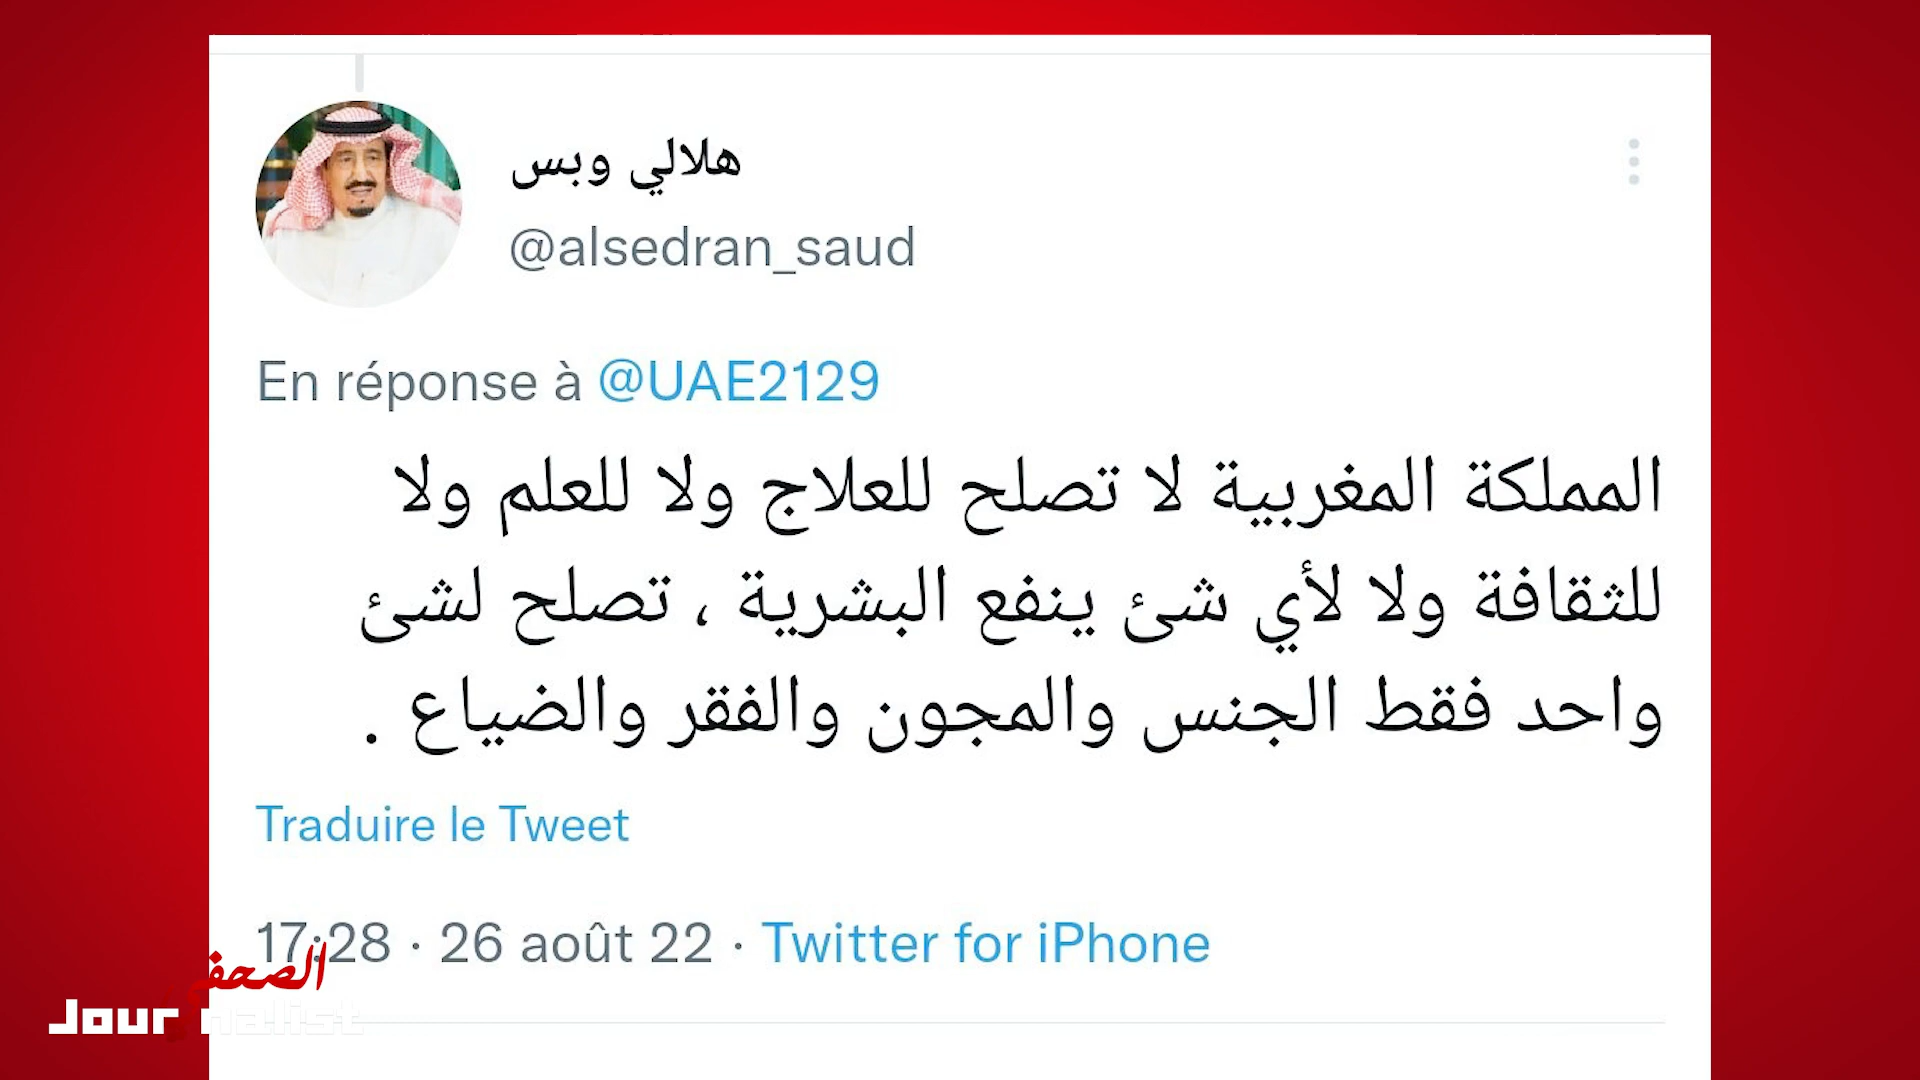 هلالي وبس
@alsedran_saud
En réponse à @UAE2129
المملكة المغربية لا تصلح للعلاج ولا للعلم ولا
للثقافة ولا لأي شئ ينفع البشرية ، تصلح لشئ
واحد فقط الجنس والمجون والفقر والضياع .
Traduire le Tweet
17:28 · 26 août 22 · Twitter for iPhone
الصحفي
Journalist